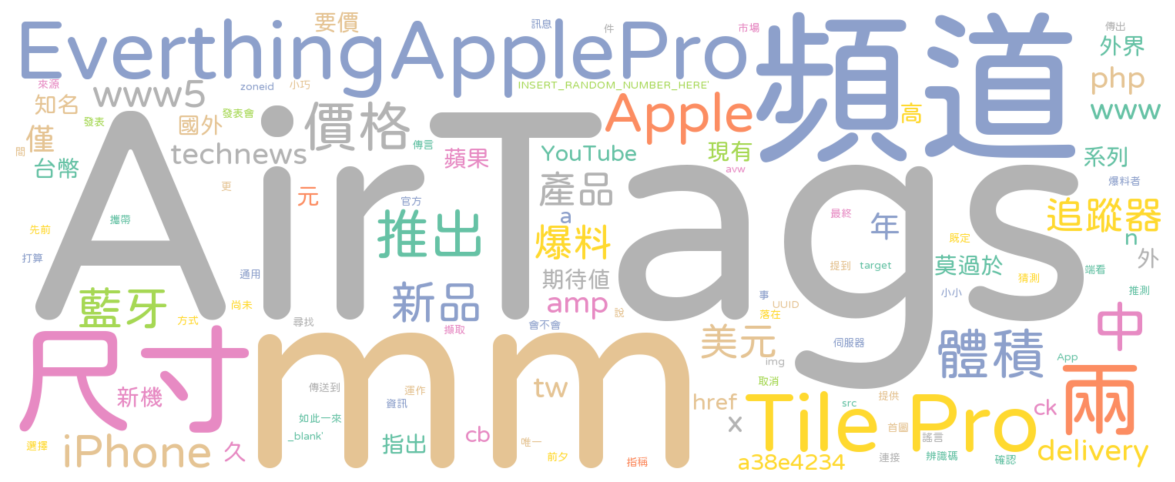 EverthingApplePro
要價
訊息
件
市場
頻道
傳出
外界
來源
zoneid
小巧
INSERT_RANDOM_NUMBER_HERE'
php
知名
www5
Apple
高
www
發表
國外
發表會
價格
僅
間
technews
傳言
蘋果
YouTube
現有
系列
台幣
AirTags
avw
產品
爆料者
更
元
官方
a
追蹤器
攜帶
推出
最終
年
先前
爆料
既定
n
打算
通用
期待值
提到
target
莫過於
端看
外
藍牙
尚未
新品
amp
說
事
UUID
落在
小小
猜測
推測
方式
尋找
擷取
會不會
美元
伺服器
體積
中
尺寸
mm
img
App
兩
新機
傳送到
運作
資訊
tw
取消
href
src
提供
ck
如此一來
x
Tile Pro
首圖
選擇
_blank'
指出
cb
唯一
謠言
iPhone
久
前夕
指稱
a38e4234
連接
辨識碼
確認
delivery